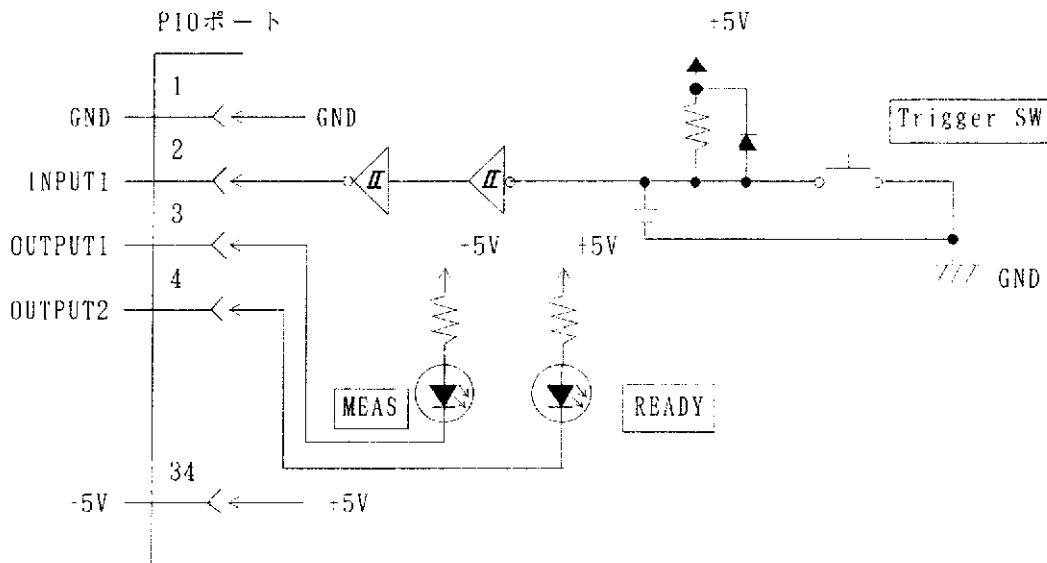 PIOポート
+5V
1
GND
GND
Trigger SW
2
INPUT1
3
OUTPUT1
-5V
+5V
4
GND
OUTPUT2
MEAS
READY
34
-5V
+5V